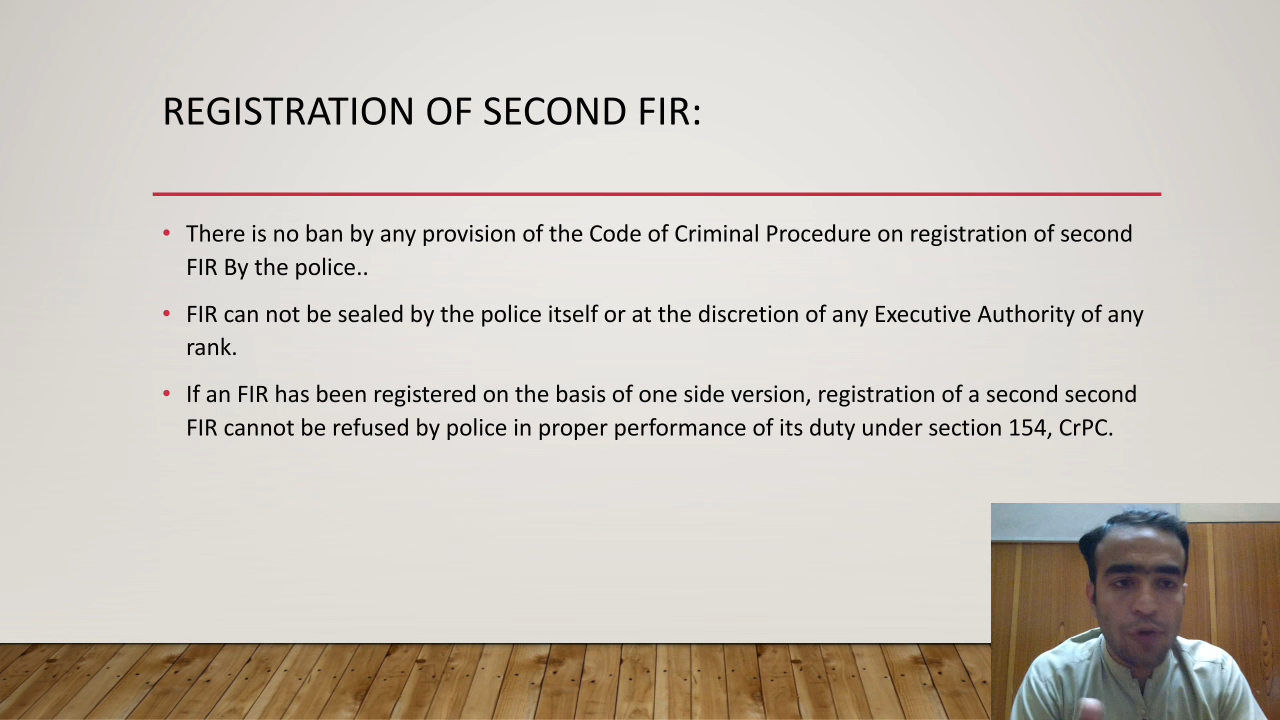 REGISTRATION OF SECOND FIR:
• There is no ban by any provision of the Code of Criminal Procedure on registration of second
FIR By the police..
• FIR can not be sealed by the police itself or at the discretion of any Executive Authority of any
rank.
• If an FIR has been registered on the basis of one side version, registration of a second second
FIR cannot be refused by police in proper performance of its duty under section 154, CrPC.